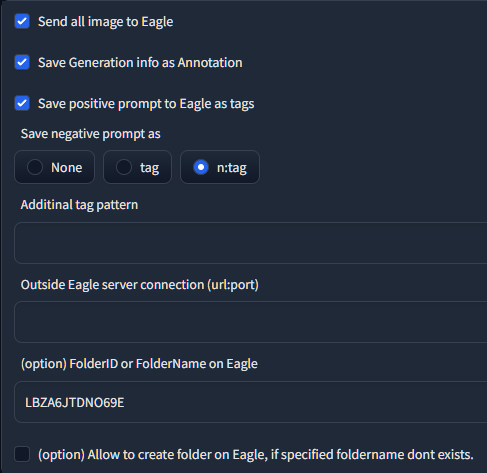 Send all image to Eagle
Save Generation info as Annotation
Save positive prompt to Eagle as tags
Save negative prompt as
None tag n:tag
Additinal tag pattern
Outside Eagle server connection (url:port)
(option) FolderID or FolderName on Eagle
LBZA6JTDNO69E
(option) Allow to create folder on Eagle, if specified foldername dont exists.